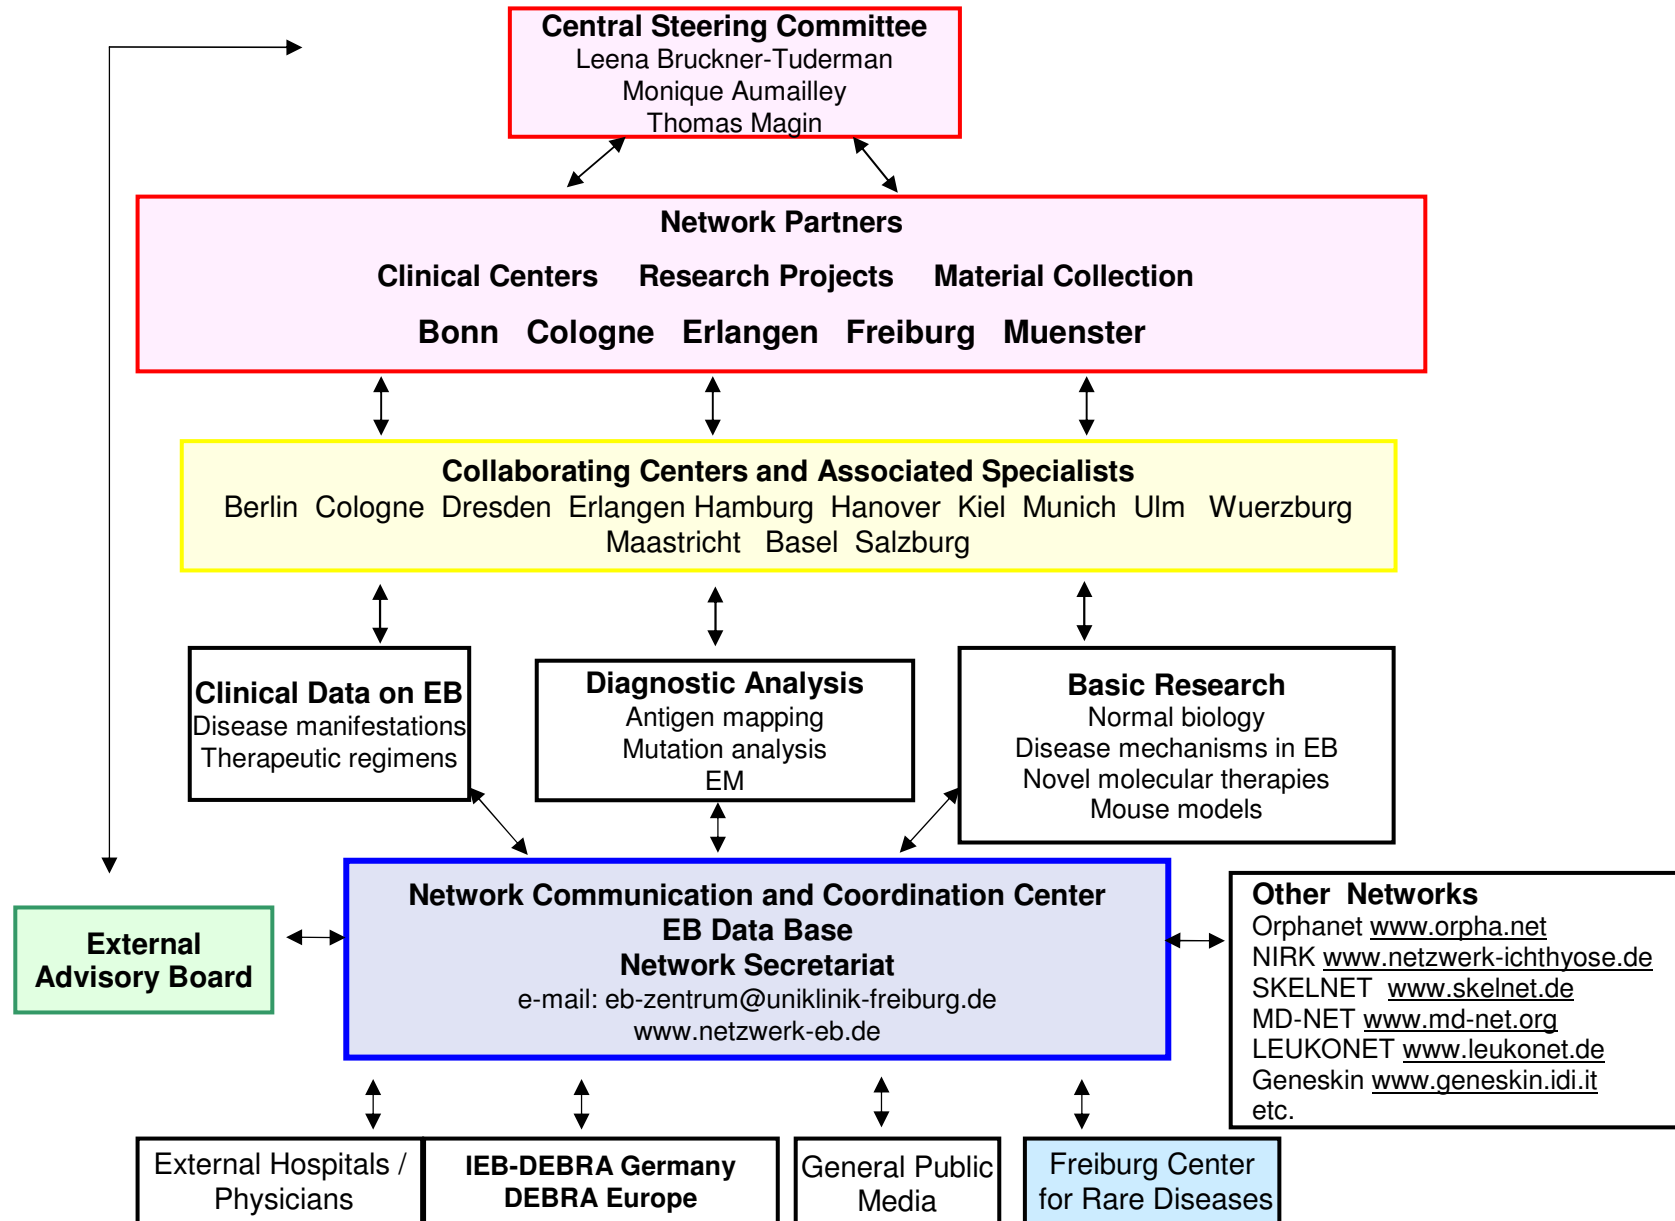 Central Steering Committee
Leena Bruckner-Tuderman
Monique Aumailley
Thomas Magin
Network Partners
Clinical Centers Research Projects Material Collection
Bonn Cologne Erlangen Freiburg Muenster
Collaborating Centers and Associated Specialists
Berlin Cologne Dresden Erlangen Hamburg Hanover Kiel Munich Ulm Wuerzburg
Maastricht Basel Salzburg
Clinical Data on EB
Disease manifestations
Therapeutic regimens
Diagnostic Analysis
Antigen mapping
Mutation analysis
EM
Basic Research
Normal biology
Disease mechanisms in EB
Novel molecular therapies
Mouse models
External
Advisory Board
Network Communication and Coordination Center
EB Data Base
Network Secretariat
e-mail: eb-zentrum@uniklinik-freiburg.de
www.netzwerk-eb.de
Other Networks
Orphanet www.orpha.net
NIRK www.netzwerk-ichthyose.de
SKELNET www.skelnet.de
MD-NET www.md-net.org
LEUKONET www.leukonet.de
Geneskin www.geneskin.idi.it
etc.
External Hospitals /
Physicians
IEB-DEBRA Germany
DEBRA Europe
General Public
Media
Freiburg Center
for Rare Diseases